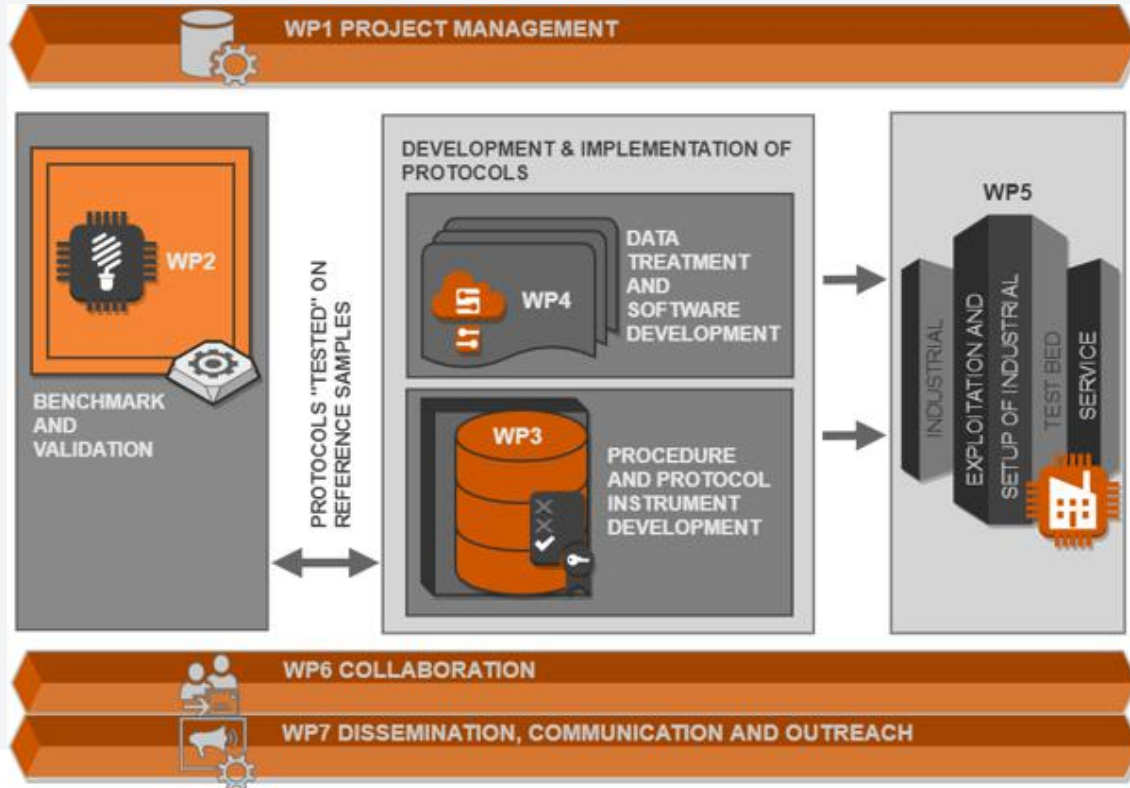 WP1 PROJECT MANAGEMENT
WP2
BENCHMARK
AND
VALIDATION
PROTOCOLS "TESTED" ON
REFERENCE SAMPLES
DEVELOPMENT & IMPLEMENTATION OF
PROTOCOLS
WP4
DATA
TREATMENT
AND
SOFTWARE
DEVELOPMENT
WP3
PROCEDURE
AND PROTOCOL
INSTRUMENT
DEVELOPMENT
WP5
INDUSTRIAL
EXPLOITATION AND
SETUP OF INDUSTRIAL
TEST BED
SERVICE
WP6 COLLABORATION
WP7 DISSEMINATION, COMMUNICATION AND OUTREACH